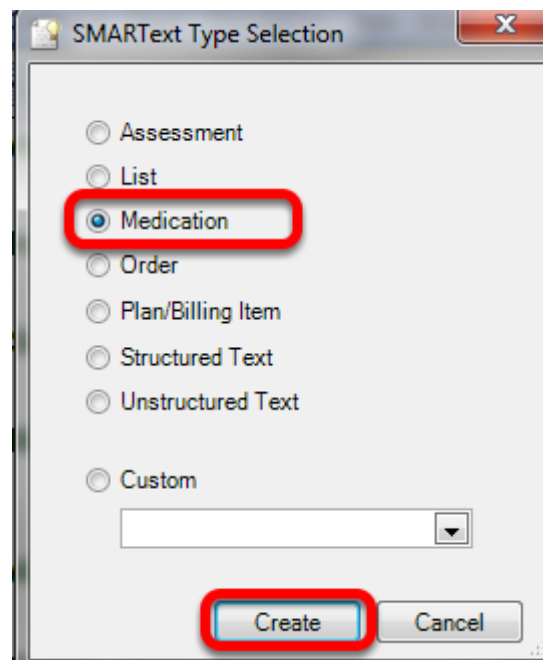 SMARText Type Selection
Assessment
List
Medication
Order
Plan/Billing Item
Structured Text
Unstructured Text
Custom
Create Cancel